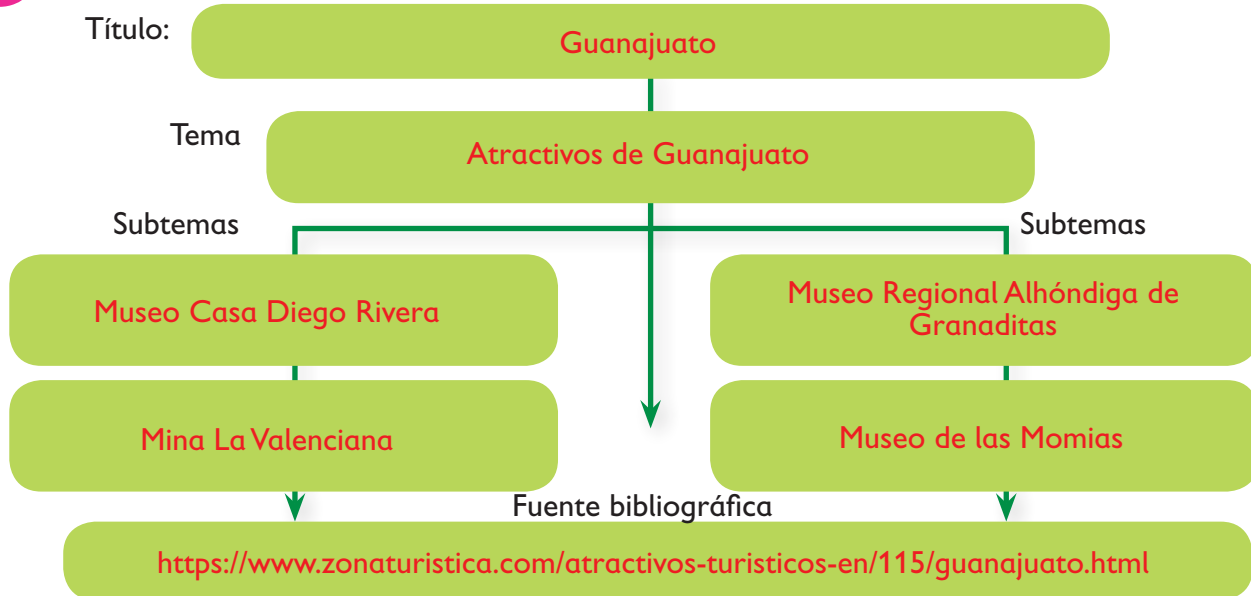 Título:
Guanajuato
Tema
Atractivos de Guanajuato
Subtemas
Subtemas
Museo Casa Diego Rivera
Museo Regional Alhóndiga de
Granaditas
Mina La Valenciana
Museo de las Momias
Fuente bibliográfica
https://www.zonaturistica.com/atractivos-turisticos-en/115/guanajuato.html